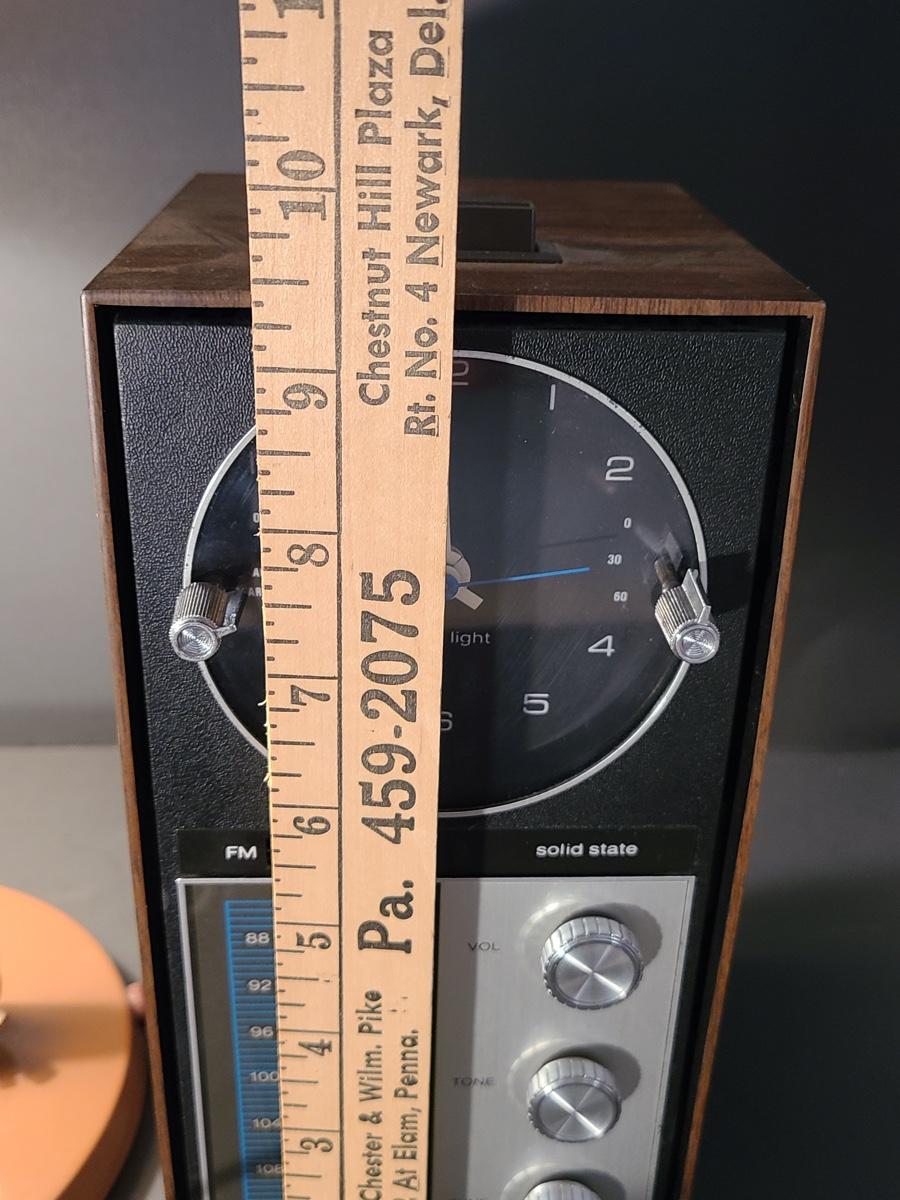 10
9
8
7
6
5
4
3
Chester & Wilm. Pike
At Elam, Penna.
Pa. 459-2075
Chestnut Hill Plaza
Rt. No. 4 Newark, Del.
1
2
0
30
60
light
4
5
6
FM
solid state
88
92
96
100
104
108
VOL
TONE